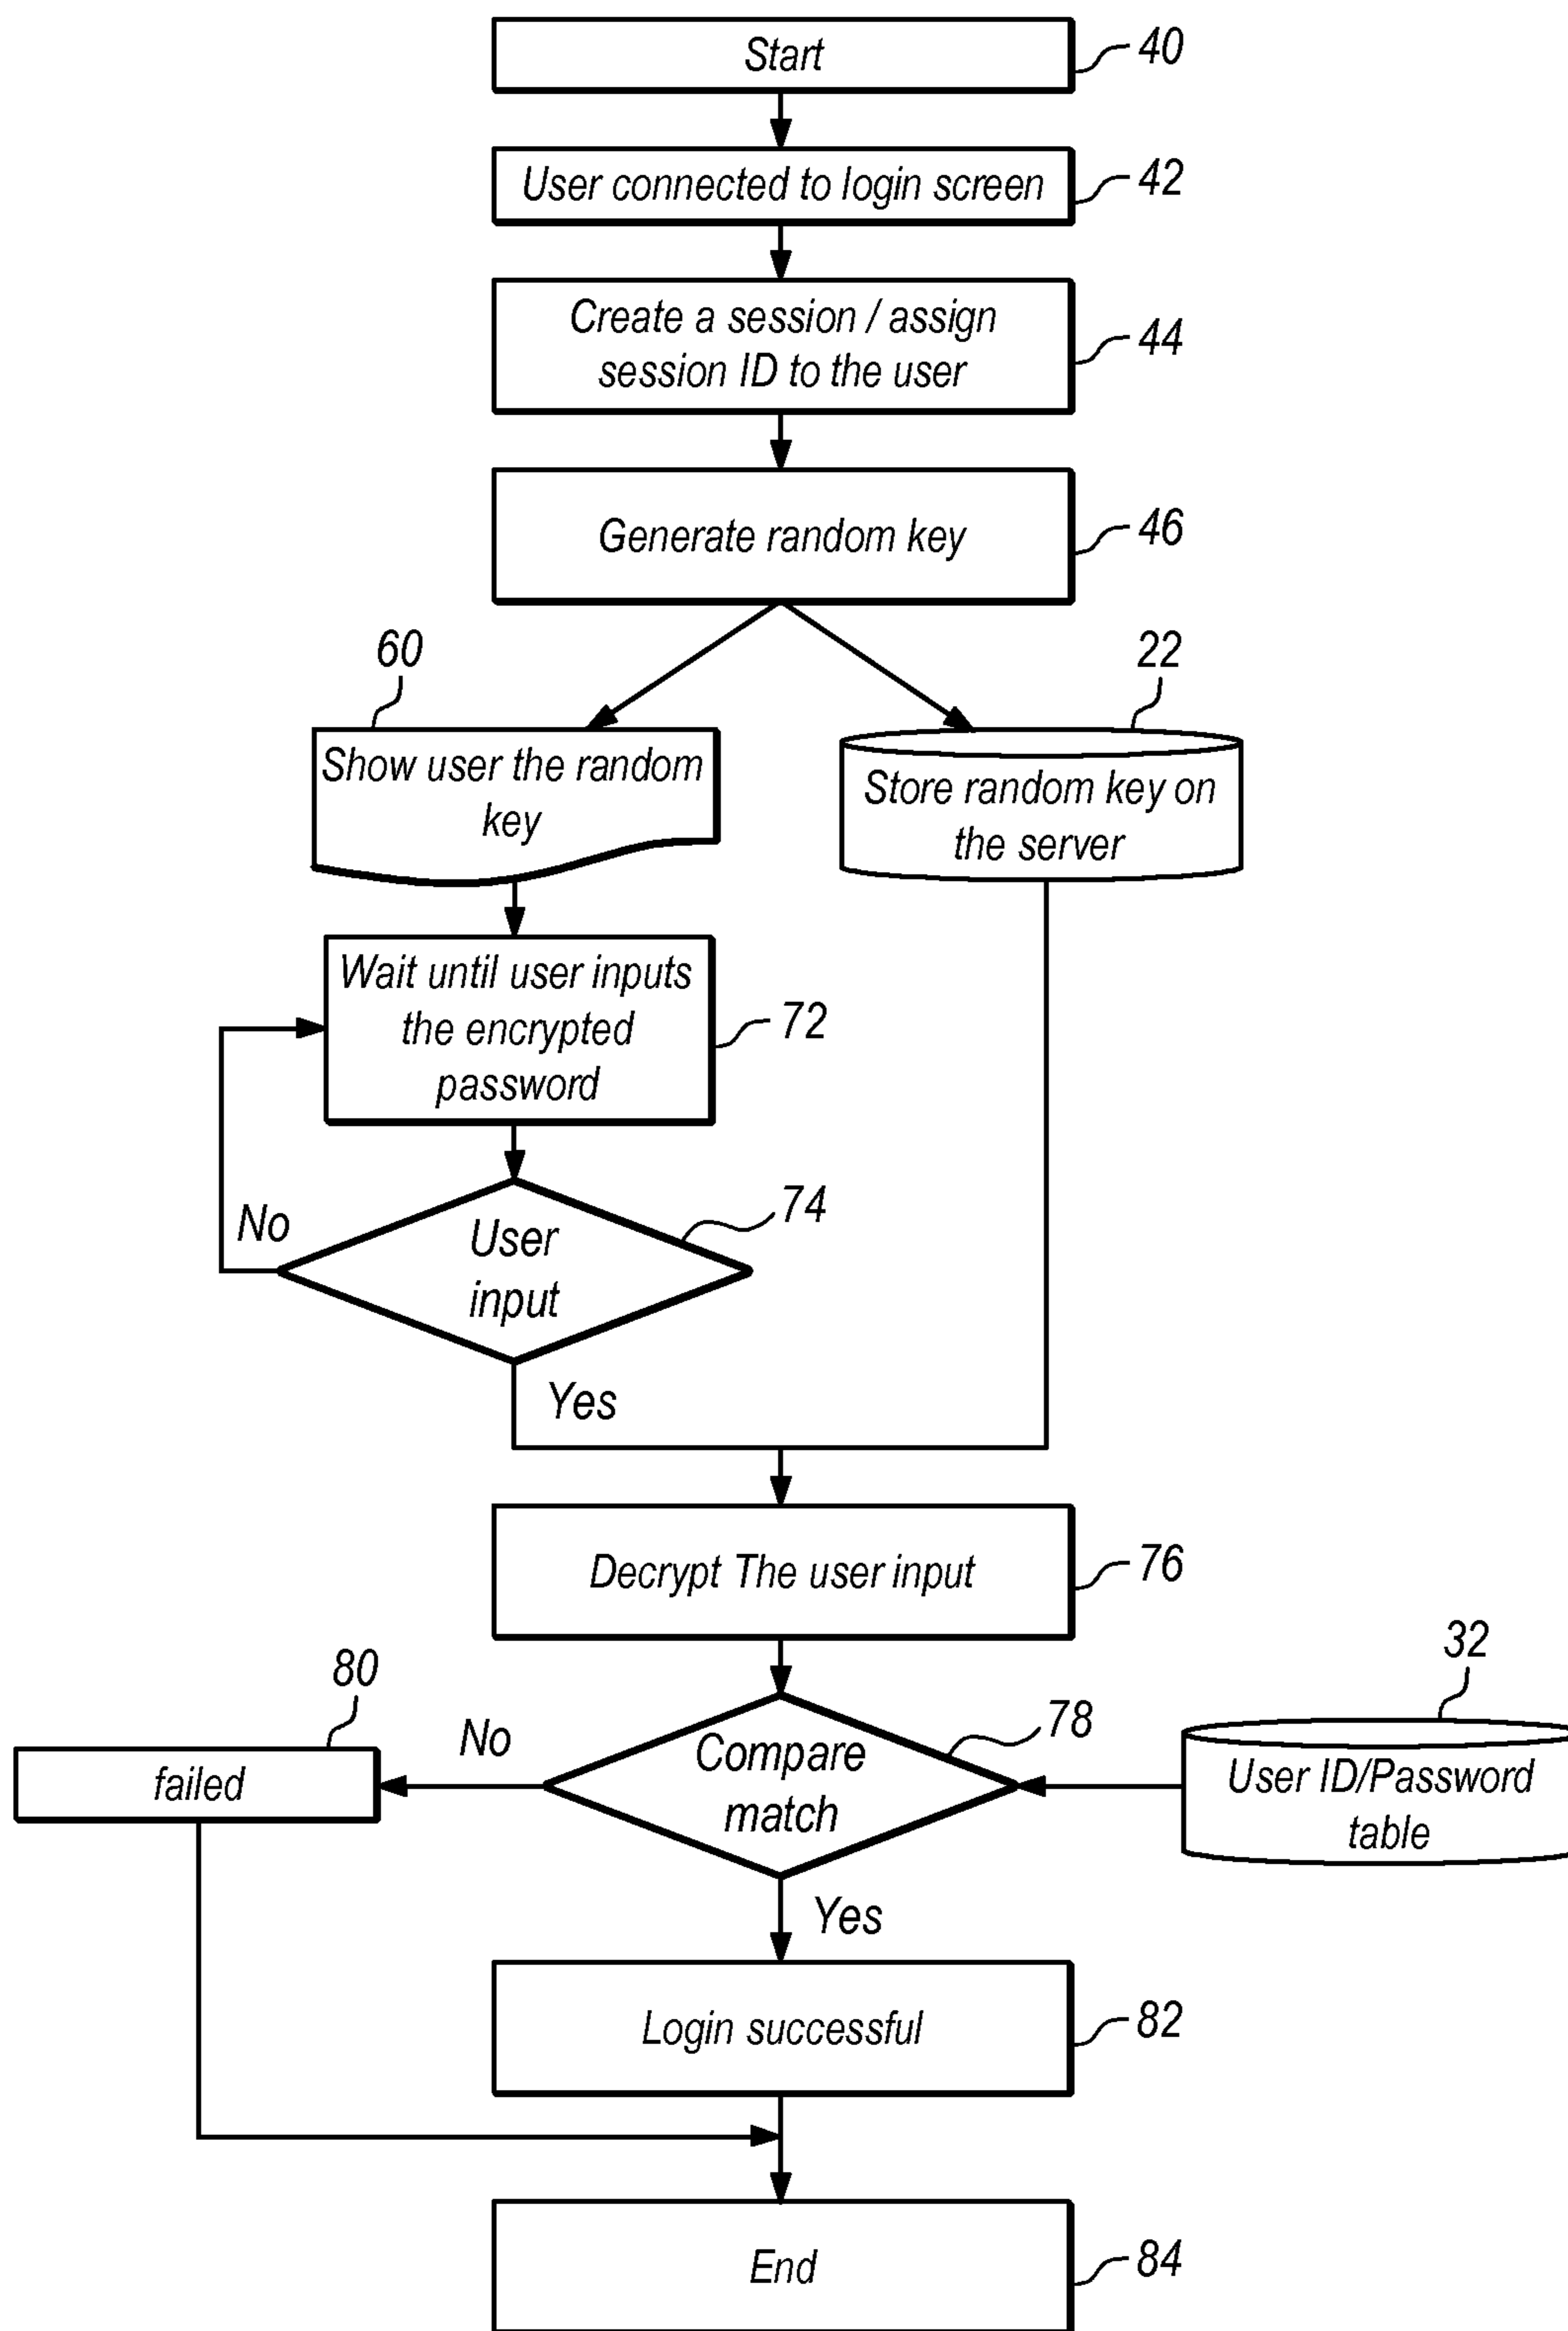 Start
40
User connected to login screen
42
Create a session / assign
session ID to the user
44
Generate random key
46
60
22
Show user the random
key
Store random key on
the server
Wait until user inputs
the encrypted
password
72
74
No
User
input
Yes
Decrypt The user input
76
80
32
78
No
Compare
match
failed
User ID/Password
table
Yes
Login successful
82
End
84